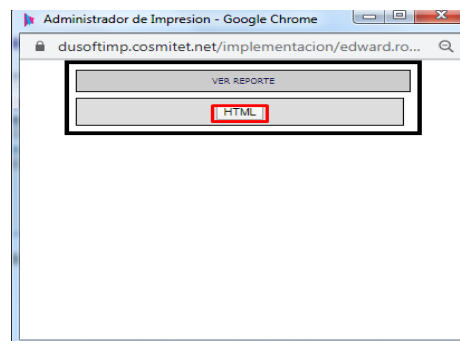 Administrador de Impresion - Google Chrome
dusoftimp.cosmitet.net/implementacion/edward.ro...
VER REPORTE
HTML